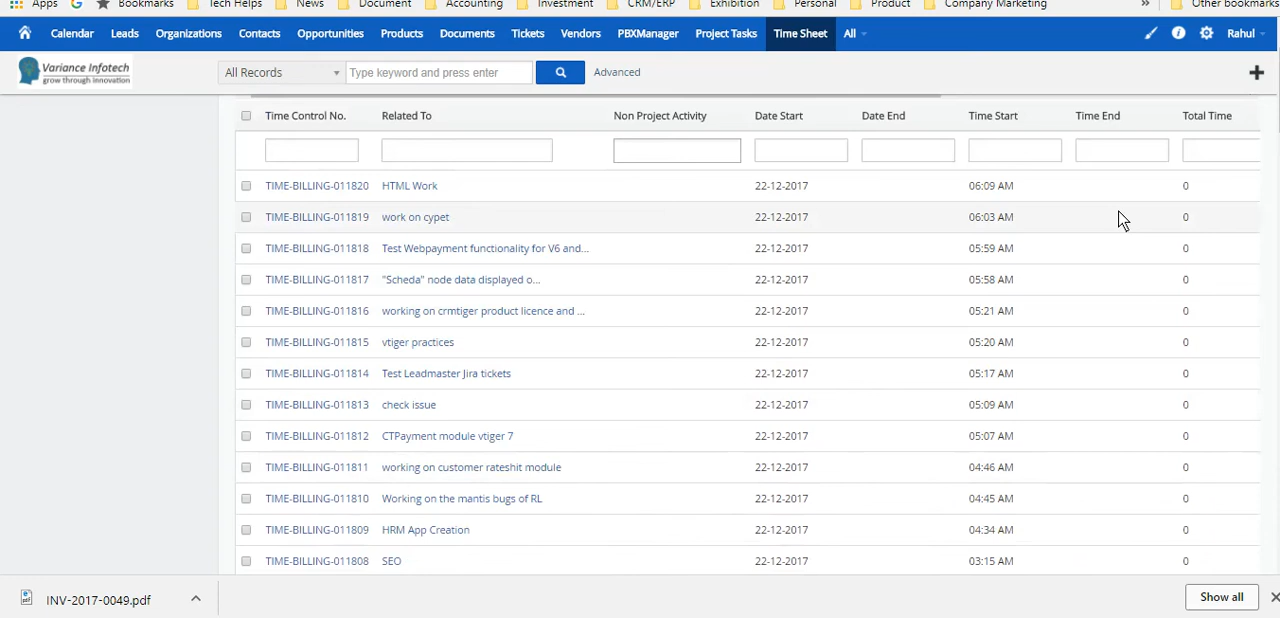 Apps Bookmarks Tech Helps News Document Accounting Investment CRM/ERP Exhibition Personal Product Company Marketing » Other bookmarks
Calendar Leads Organizations Contacts Opportunities Products Documents Tickets Vendors PBXManager Project Tasks Time Sheet All Rahul
Variance Infotech
grow through innovation
All Records Type keyword and press enter Advanced
Time Control No. Related To Non Project Activity Date Start Date End Time Start Time End Total Time
TIME-BILLING-011820 HTML Work 22-12-2017 06:09 AM 0
TIME-BILLING-011819 work on cypet 22-12-2017 06:03 AM 0
TIME-BILLING-011818 Test Webpayment functionality for V6 and... 22-12-2017 05:59 AM 0
TIME-BILLING-011817 "Scheda" node data displayed o... 22-12-2017 05:58 AM 0
TIME-BILLING-011816 working on crmtiger product licence and ... 22-12-2017 05:21 AM 0
TIME-BILLING-011815 vtiger practices 22-12-2017 05:20 AM 0
TIME-BILLING-011814 Test Leadmaster Jira tickets 22-12-2017 05:17 AM 0
TIME-BILLING-011813 check issue 22-12-2017 05:09 AM 0
TIME-BILLING-011812 CTPayment module vtiger 7 22-12-2017 05:07 AM 0
TIME-BILLING-011811 working on customer rateshit module 22-12-2017 04:46 AM 0
TIME-BILLING-011810 Working on the mantis bugs of RL 22-12-2017 04:45 AM 0
TIME-BILLING-011809 HRM App Creation 22-12-2017 04:34 AM 0
TIME-BILLING-011808 SEO 22-12-2017 03:15 AM 0
INV-2017-0049.pdf Show all